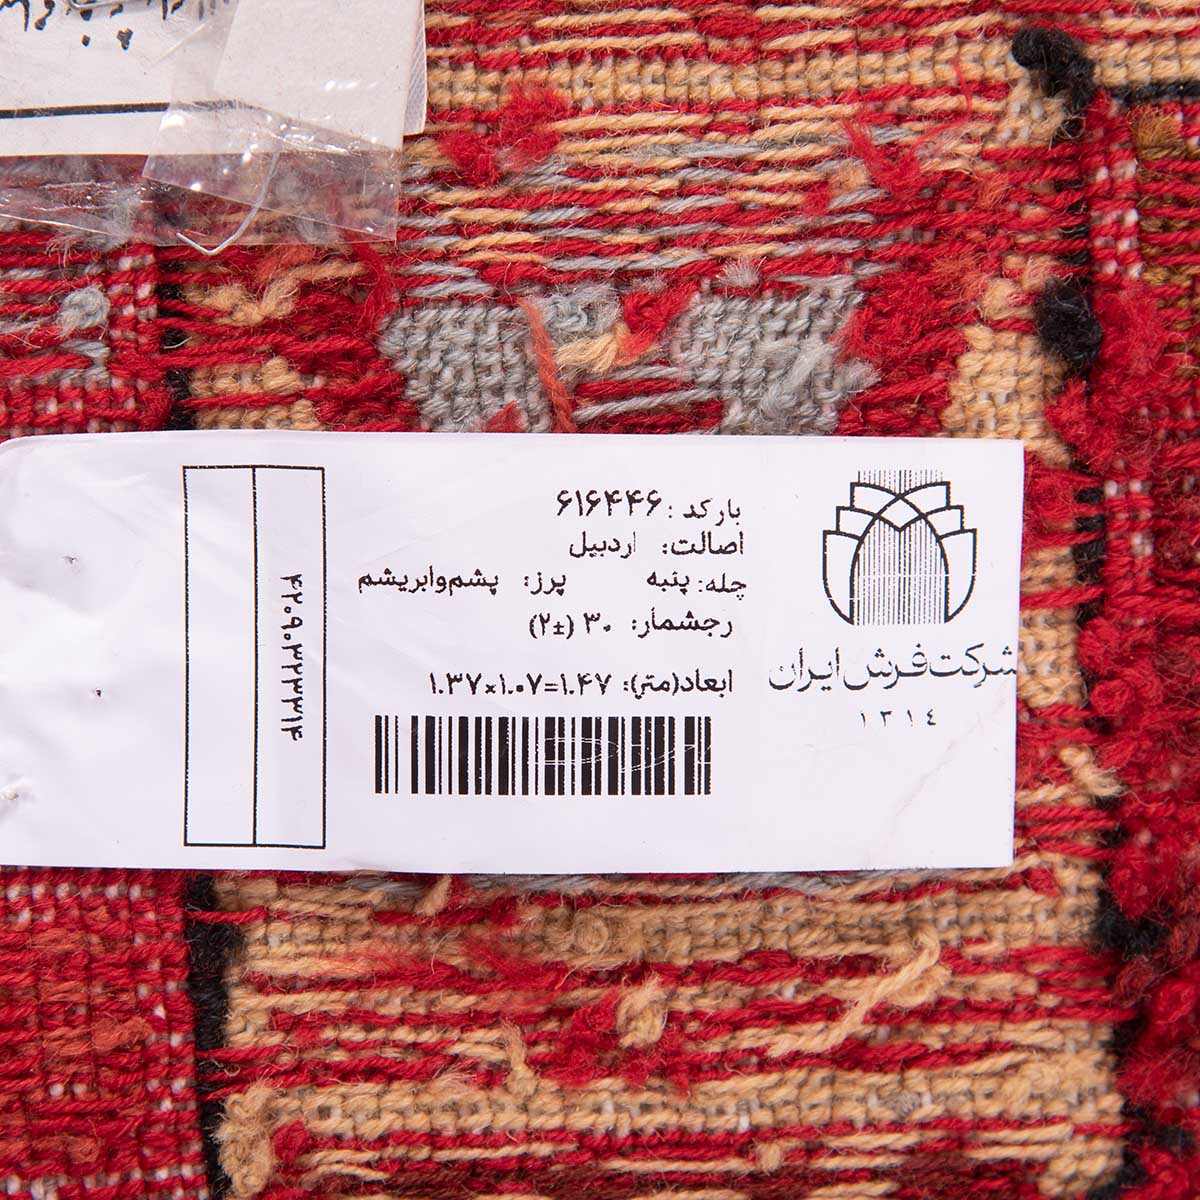 شرکت فرش ایران
١٣١٤
بارکد: ۶۱۶۴۴۶
اصالت: اردبیل
چله: پنبه پرز: پشم‌وابریشم
رجشمار: ۳۰ (±۲)
ابعاد(متر): ۱.۳۷×۱.۰۷=۱.۴۷
۴۲۰۹۰۳۲۳۳۱۴